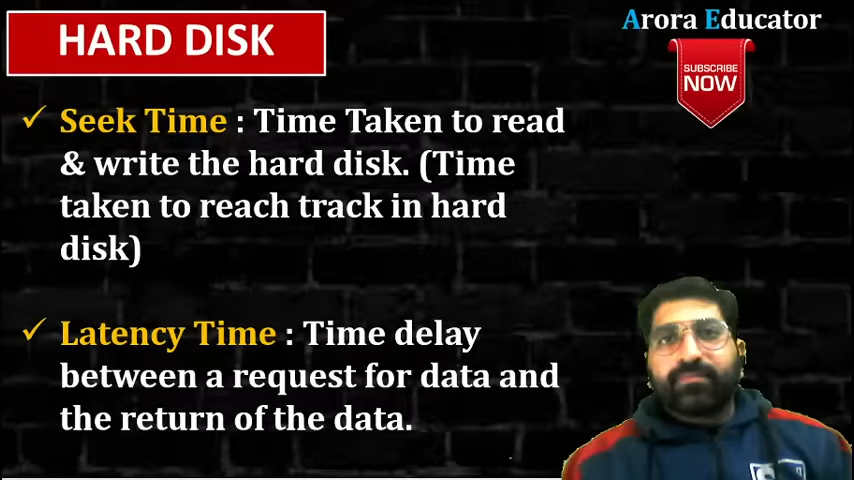 HARD DISK
Arora Educator
SUBSCRIBE
NOW
Seek Time : Time Taken to read
& write the hard disk. (Time
taken to reach track in hard
disk)
Latency Time : Time delay
between a request for data and
the return of the data.